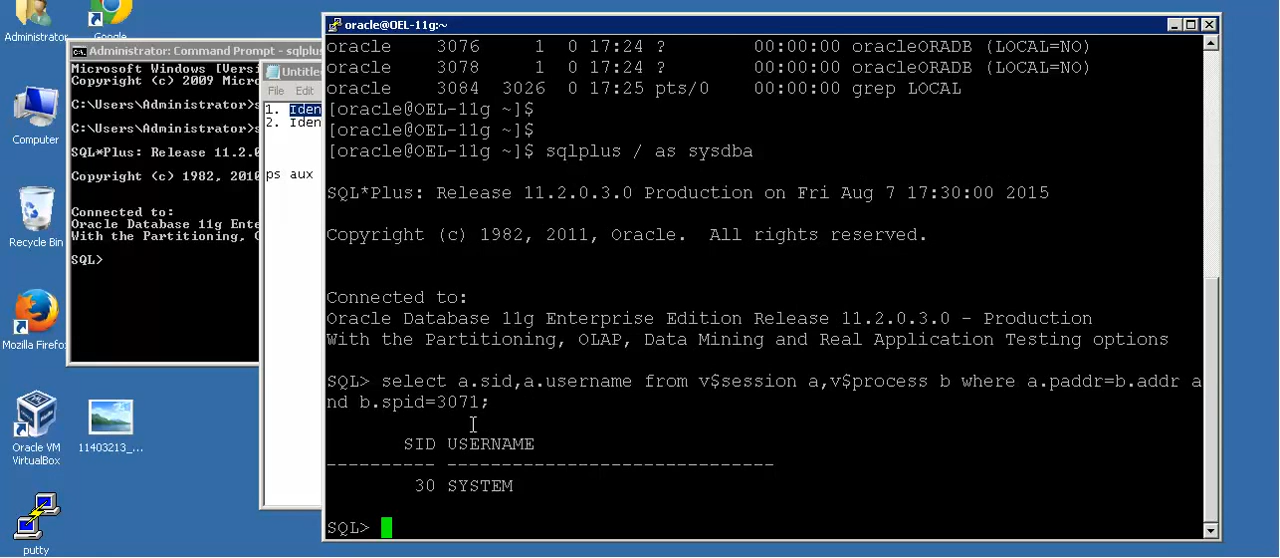 Administrator
Google
Computer
Recycle Bin
Mozilla Firefo
Oracle VM
VirtualBox
11403213_...
putty
Administrator: Command Prompt - sqlplus
Microsoft Windows [Versi
Copyright (c) 2009 Micro
C:\Users\Administrator>s
C:\Users\Administrator>s
SQL*Plus: Release 11.2.0
Copyright (c) 1982, 2010
Connected to:
Oracle Database 11g Ente
With the Partitioning, O
SQL>
Untitle
File Edit
1. Iden
2. Iden
ps aux
oracle@OEL-11g:~
oracle 3076 1 0 17:24 ? 00:00:00 oracleORADB (LOCAL=NO)
oracle 3078 1 0 17:24 ? 00:00:00 oracleORADB (LOCAL=NO)
oracle 3084 3026 0 17:25 pts/0 00:00:00 grep LOCAL
[oracle@OEL-11g ~]$
[oracle@OEL-11g ~]$
[oracle@OEL-11g ~]$ sqlplus / as sysdba
SQL*Plus: Release 11.2.0.3.0 Production on Fri Aug 7 17:30:00 2015
Copyright (c) 1982, 2011, Oracle. All rights reserved.
Connected to:
Oracle Database 11g Enterprise Edition Release 11.2.0.3.0 - Production
With the Partitioning, OLAP, Data Mining and Real Application Testing options
SQL> select a.sid,a.username from v$session a,v$process b where a.paddr=b.addr a
nd b.spid=3071;
SID USERNAME
---------- ------------------------------
30 SYSTEM
SQL>